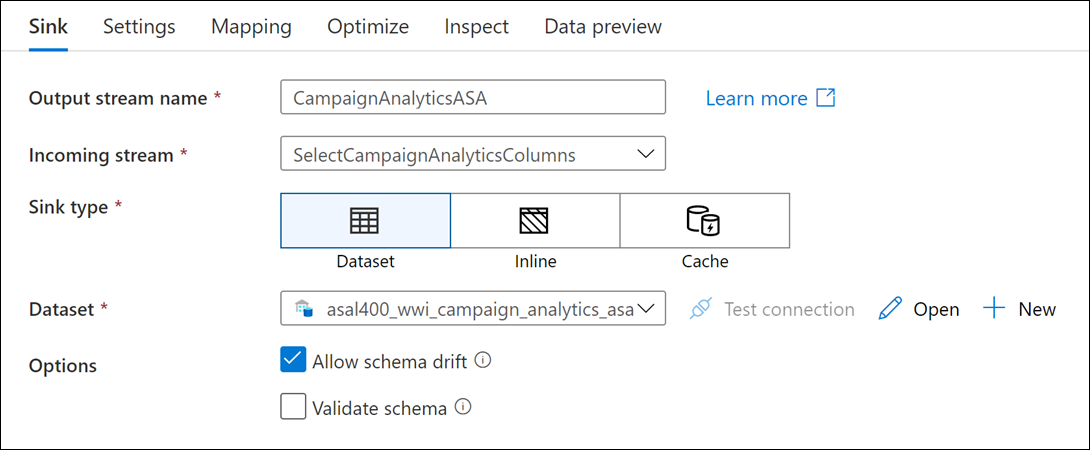 Sink Settings Mapping Optimize Inspect Data preview
Output stream name * CampaignAnalyticsASA Learn more
Incoming stream * SelectCampaignAnalyticsColumns
Sink type *
Dataset Inline Cache
Dataset * asal400_wwi_campaign_analytics_asa Test connection Open New
Options Allow schema drift
Validate schema